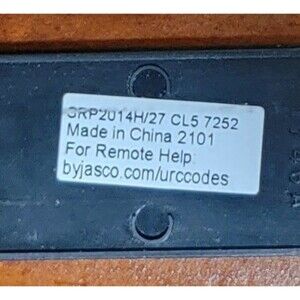 SRP2014H/27 CL5 7252
Made in China 2101
For Remote Help:
byjasco.com/urccodes